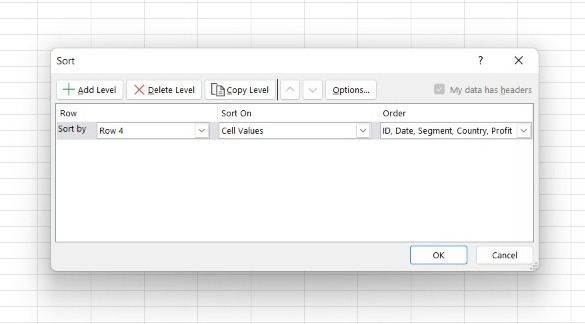 Sort
?
Add Level
Delete Level
Copy Level
Options...
My data has headers
Row
Sort On
Order
Sort by
Row 4
Cell Values
ID, Date, Segment, Country, Profit
OK
Cancel